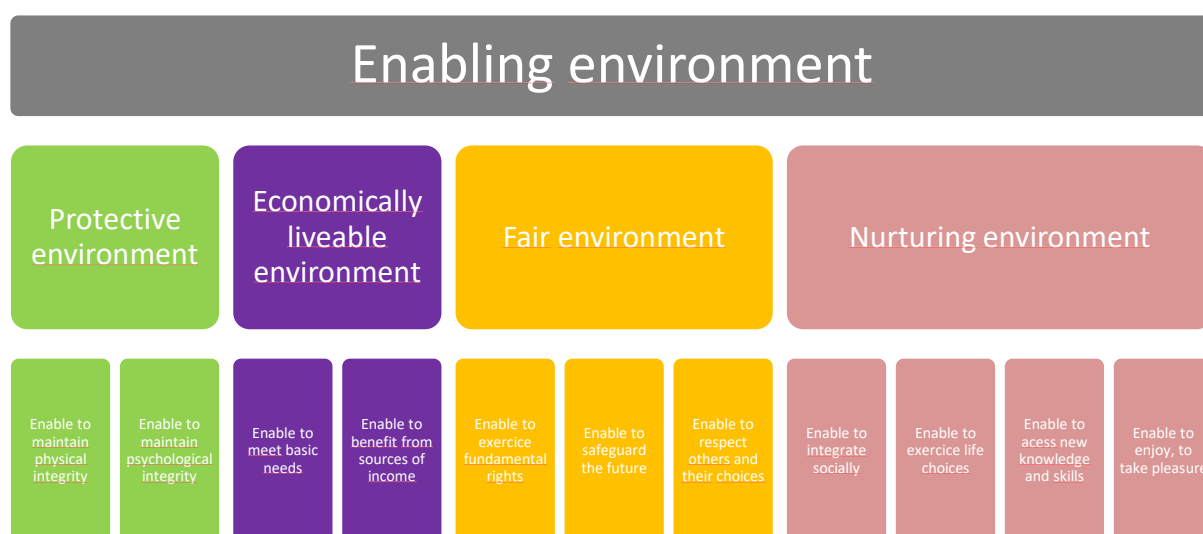 Enabling environment
Protective
environment
Economically
liveable
environment
Fair environment
Nurturing environment
Enable to
maintain
physical
integrity
Enable to
maintain
psychological
integrity
Enable to
meet basic
needs
Enable to
benefit from
sources of
income
Enable to
exercice
fundamental
rights
Enable to
safeguard
the future
Enable to
respect
others and
their choices
Enable to
integrate
socially
Enable to
exercice life
choices
Enable to
acess new
knowledge
and skills
Enable to
enjoy, to
take pleasure